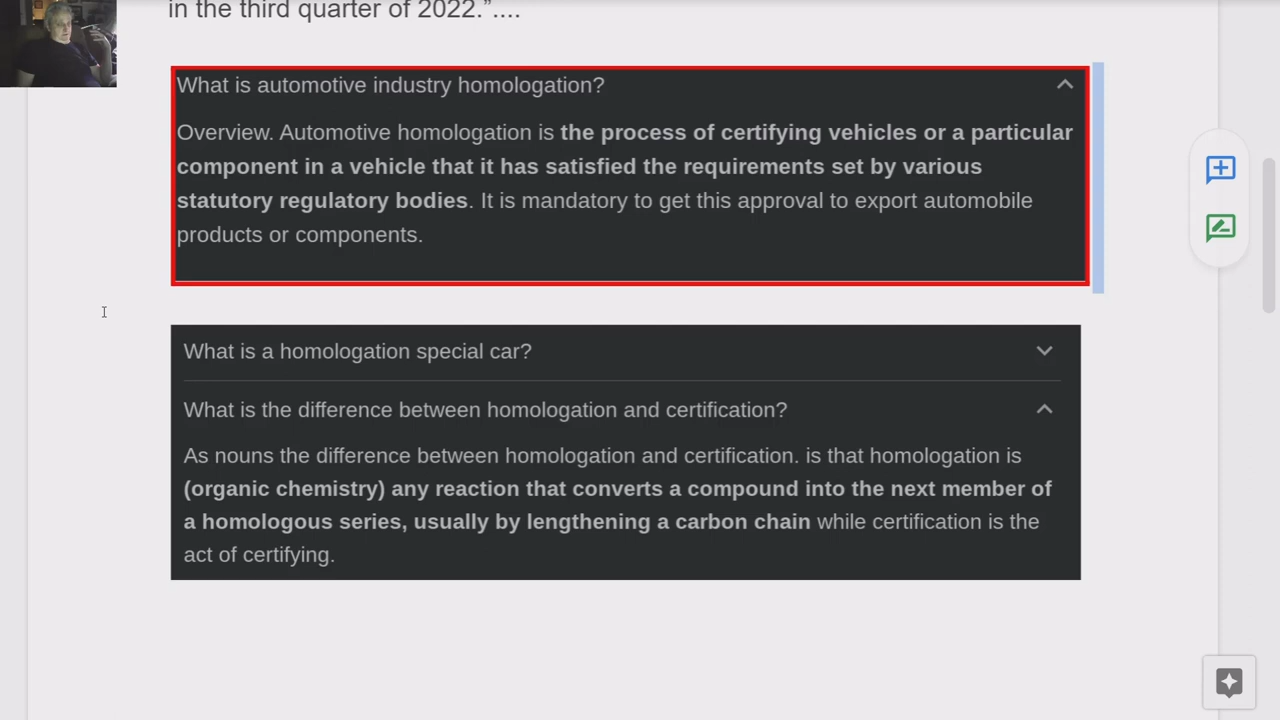 in the third quarter of 2022.”....
What is automotive industry homologation?
Overview. Automotive homologation is the process of certifying vehicles or a particular
component in a vehicle that it has satisfied the requirements set by various
statutory regulatory bodies. It is mandatory to get this approval to export automobile
products or components.
What is a homologation special car?
What is the difference between homologation and certification?
As nouns the difference between homologation and certification. is that homologation is
(organic chemistry) any reaction that converts a compound into the next member of
a homologous series, usually by lengthening a carbon chain while certification is the
act of certifying.